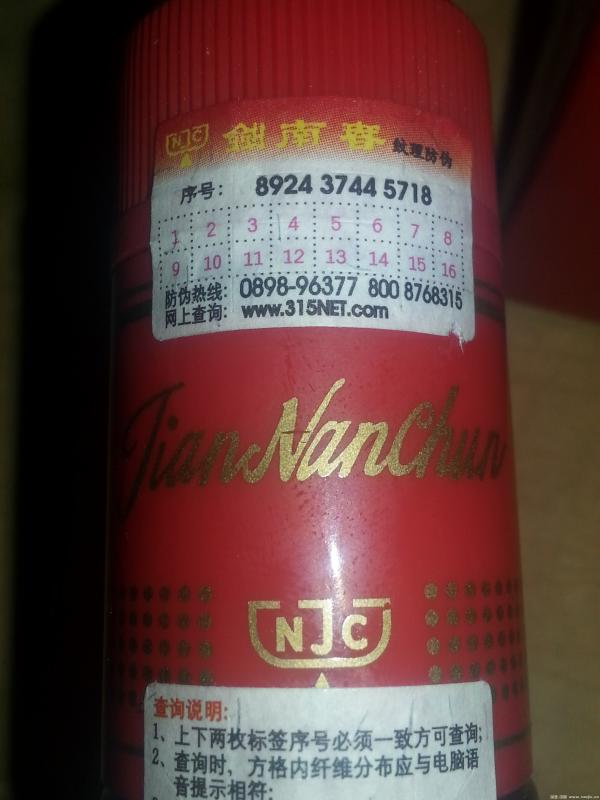 NJC 剑南春 纹理防伪
序号: 8924 3744 5718
1 2 3 4 5 6 7 8
9 10 11 12 13 14 15 16
防伪热线: 0898-96377 800 8768315
网上查询: www.315NET.com
JianNanChun
NJC
查询说明:
1、上下两枚标签序号必须一致方可查询;
2、查询时，方格内纤维分布应与电脑语
音提示相符;